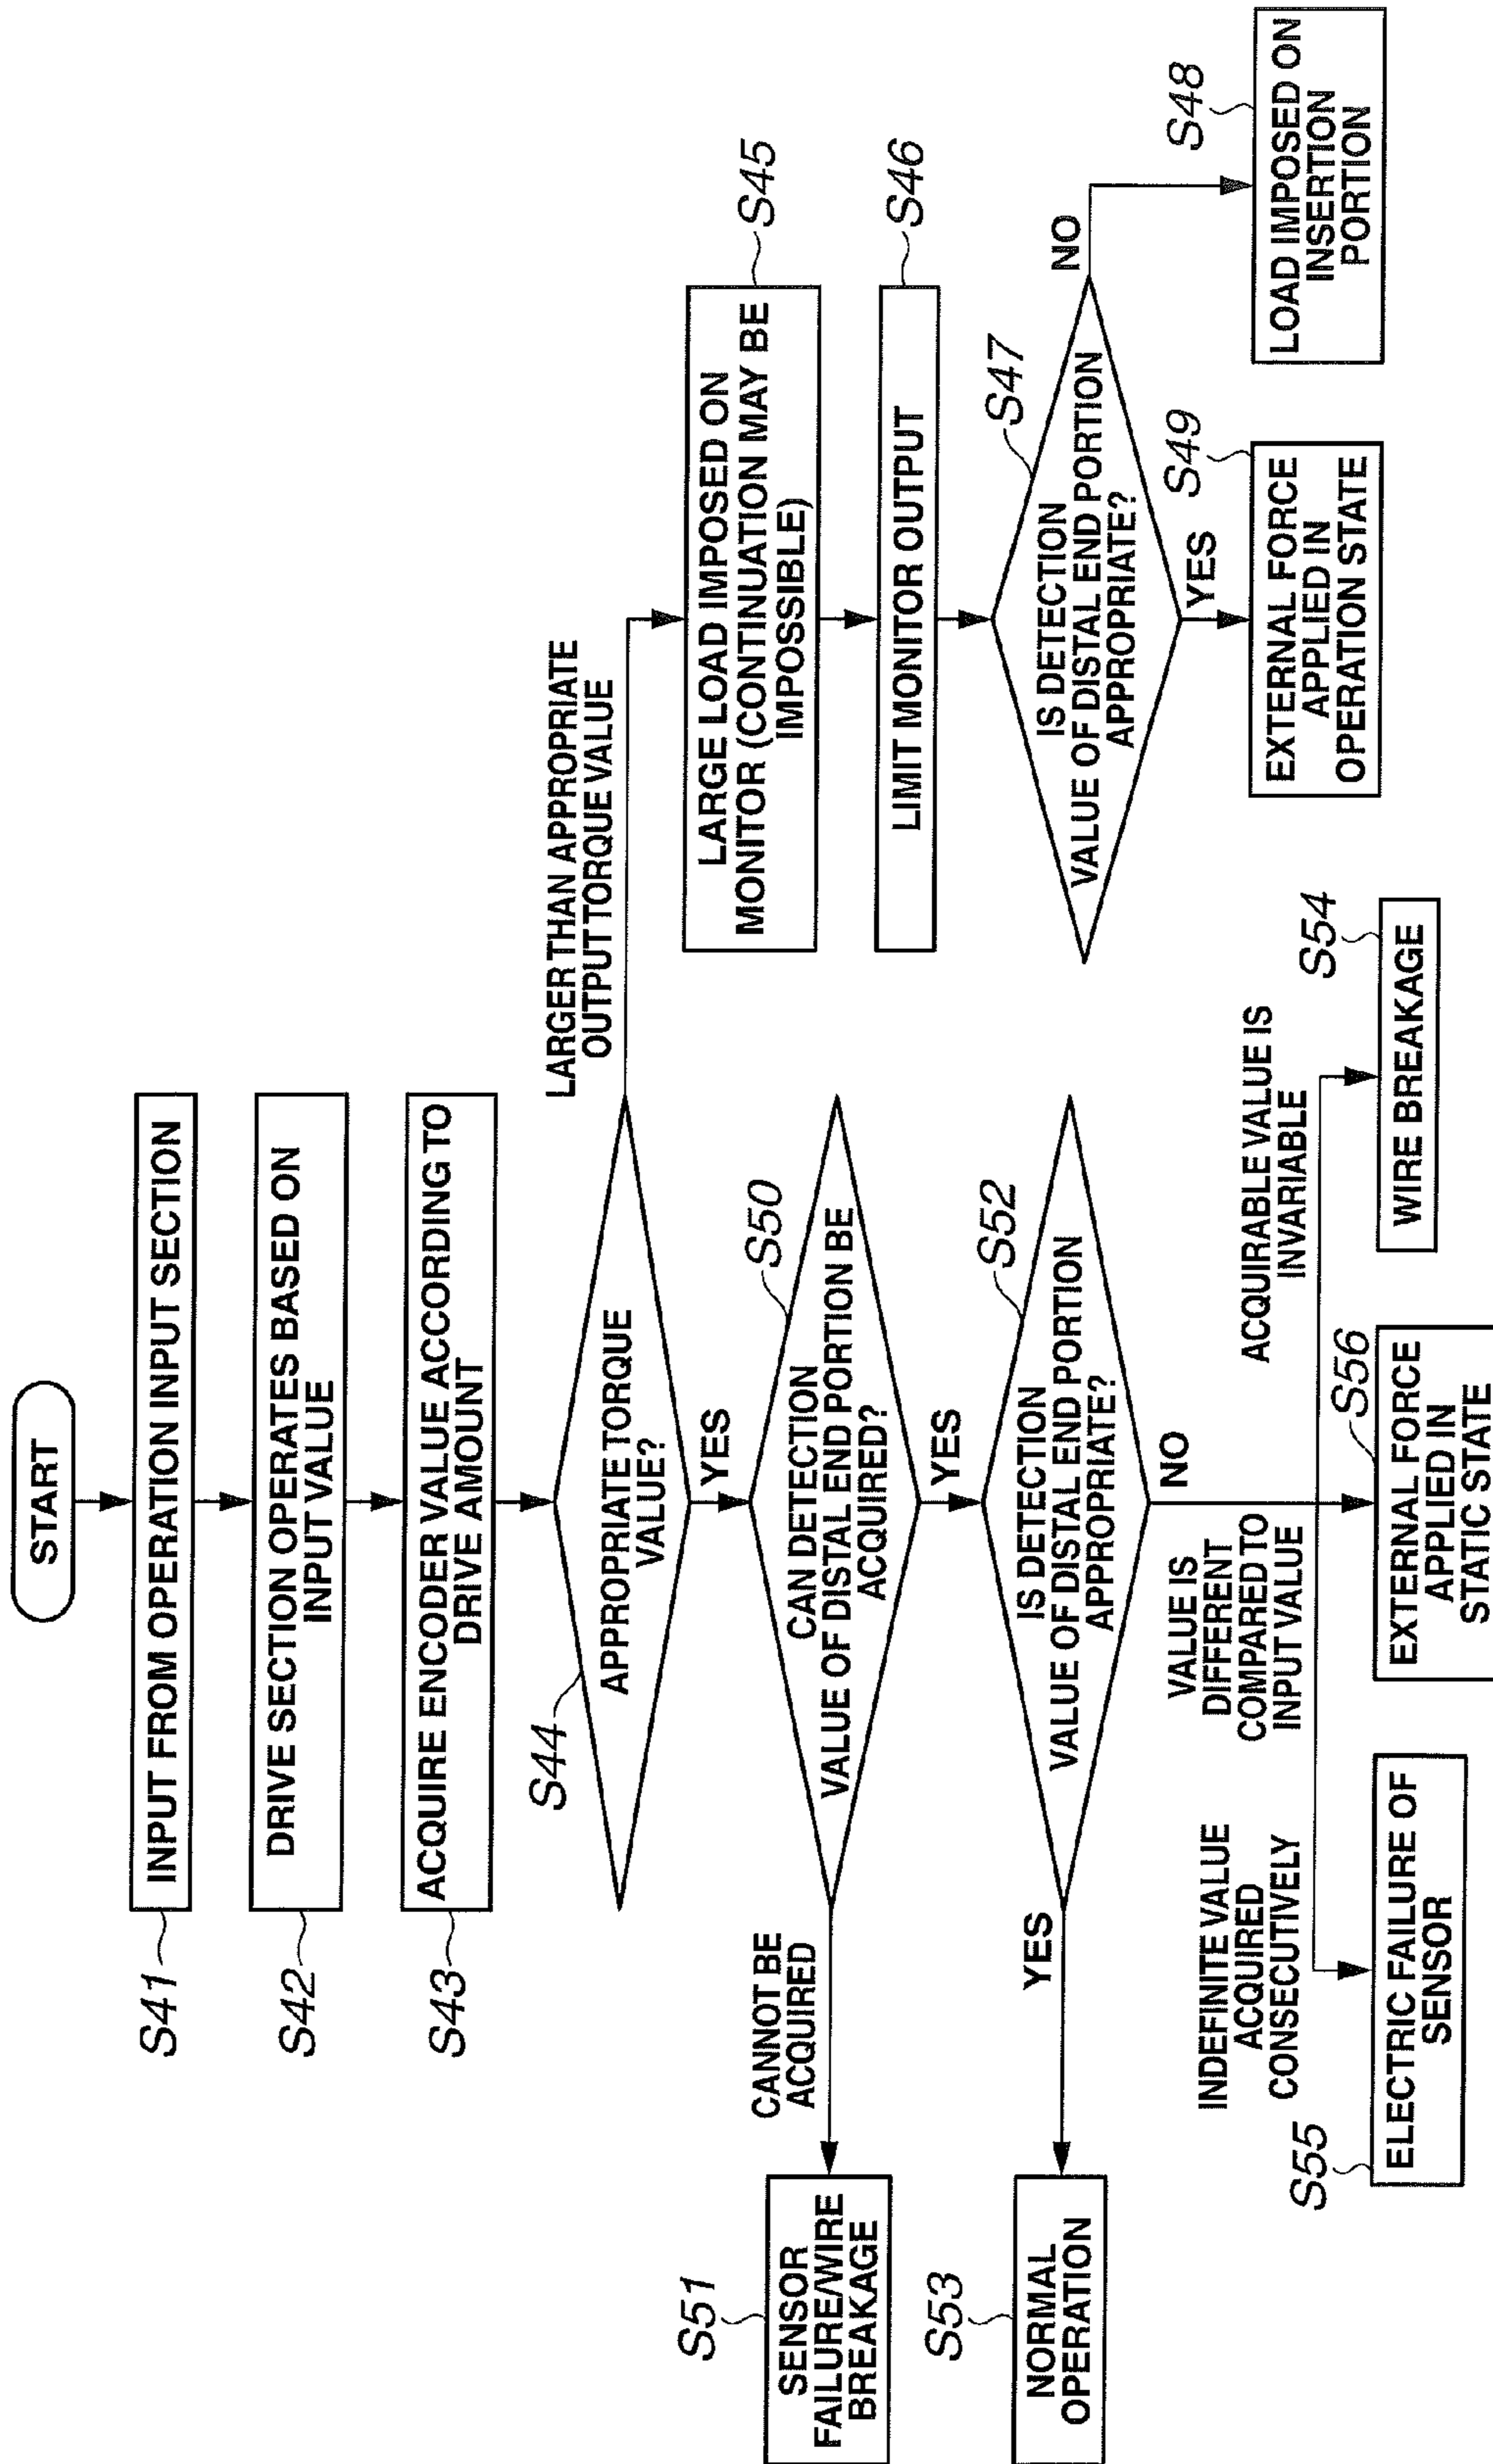 START
S41
INPUT FROM OPERATION INPUT SECTION
S42
DRIVE SECTION OPERATES BASED ON
INPUT VALUE
S43
ACQUIRE ENCODER VALUE ACCORDING TO
DRIVE AMOUNT
S44
APPROPRIATE TORQUE
VALUE?
LARGER THAN APPROPRIATE
OUTPUT TORQUE VALUE
YES
LARGE LOAD IMPOSED ON
MONITOR (CONTINUATION MAY BE
IMPOSSIBLE)
S45
LIMIT MONITOR OUTPUT
S46
IS DETECTION
VALUE OF DISTAL END PORTION
APPROPRIATE?
S47
NO
S48
LOAD IMPOSED ON
INSERTION
PORTION
YES
S49
EXTERNAL FORCE
APPLIED IN
OPERATION STATE
CAN DETECTION
VALUE OF DISTAL END PORTION BE
ACQUIRED?
S50
CANNOT BE
ACQUIRED
S51
SENSOR
FAILURE/WIRE
BREAKAGE
YES
IS DETECTION
VALUE OF DISTAL END PORTION
APPROPRIATE?
S52
YES
S53
NORMAL
OPERATION
NO
INDEFINITE VALUE
ACQUIRED
CONSECUTIVELY
VALUE IS
DIFFERENT
COMPARED TO
INPUT VALUE
ACQUIRABLE VALUE IS
INVARIABLE
S55
ELECTRIC FAILURE OF
SENSOR
S56
EXTERNAL FORCE
APPLIED IN
STATIC STATE
S54
WIRE BREAKAGE